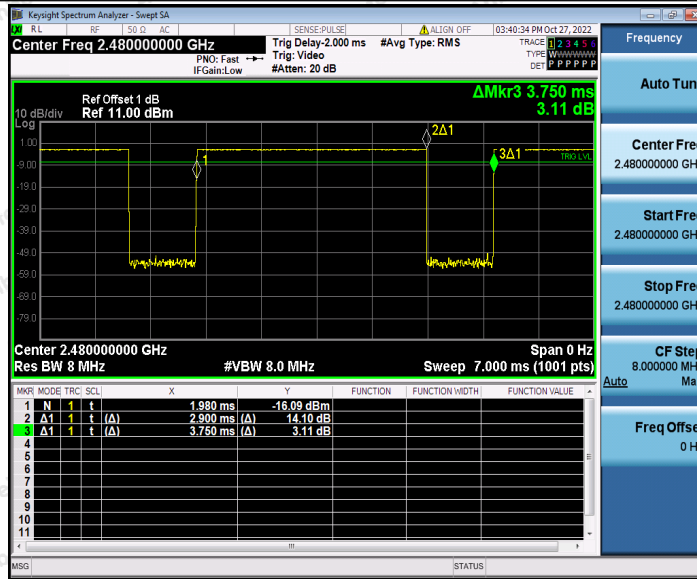 Keysight Spectrum Analyzer - Swept SA
RL RF 50 Ω AC SENSE:PULSE ALIGN OFF 03:40:34 PM Oct 27, 2022
Center Freq 2.480000000 GHz
PNO: Fast
IFGain:Low
Trig Delay-2.000 ms
Trig: Video
#Atten: 20 dB
#Avg Type: RMS
TRACE 1 2 3 4 5 6
TYPE WWWWWW
DET P P P P P P
ΔMkr3 3.750 ms
3.11 dB
Ref Offset 1 dB
10 dB/div Ref 11.00 dBm
Log
1.00
-9.00
-19.0
-29.0
-39.0
-49.0
-59.0
-69.0
-79.0
1
2Δ1
3Δ1
TRIG LVL
Center 2.480000000 GHz Span 0 Hz
Res BW 8 MHz #VBW 8.0 MHz Sweep 7.000 ms (1001 pts)
MKR MODE TRC SCL X Y FUNCTION FUNCTION WIDTH FUNCTION VALUE
1 N 1 t 1.980 ms -16.09 dBm
2 Δ1 1 t (Δ) 2.900 ms (Δ) 14.10 dB
3 Δ1 1 t (Δ) 3.750 ms (Δ) 3.11 dB
4
5
6
7
8
9
10
11
MSG STATUS
Frequency
Auto Tun
Center Fre
2.480000000 GH
Start Fre
2.480000000 GH
Stop Fre
2.480000000 GH
CF Step
8.000000 MH
Auto Ma
Freq Offse
0 H